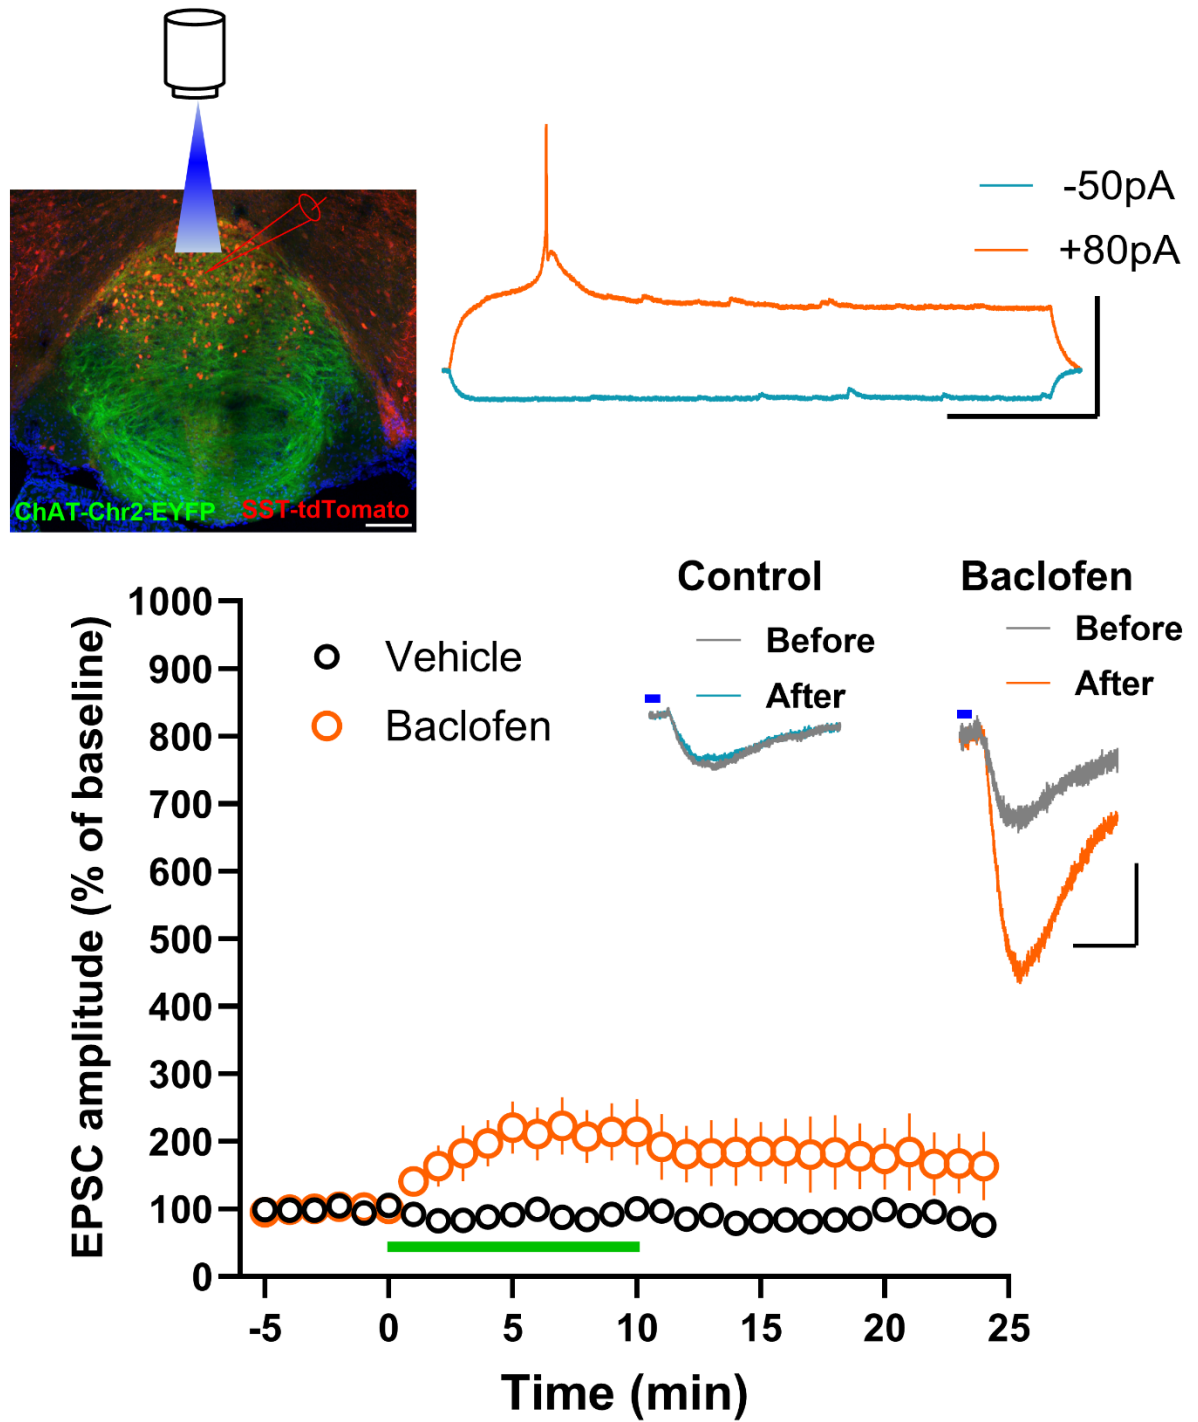 -50pA
+80pA
ChAT-Chr2-EYFP SST-tdTomato
Control
Before
After
Baclofen
Before
After
Vehicle
Baclofen
EPSC amplitude (% of baseline)
1000
900
800
700
600
500
400
300
200
100
0
-5 0 5 10 15 20 25
Time (min)